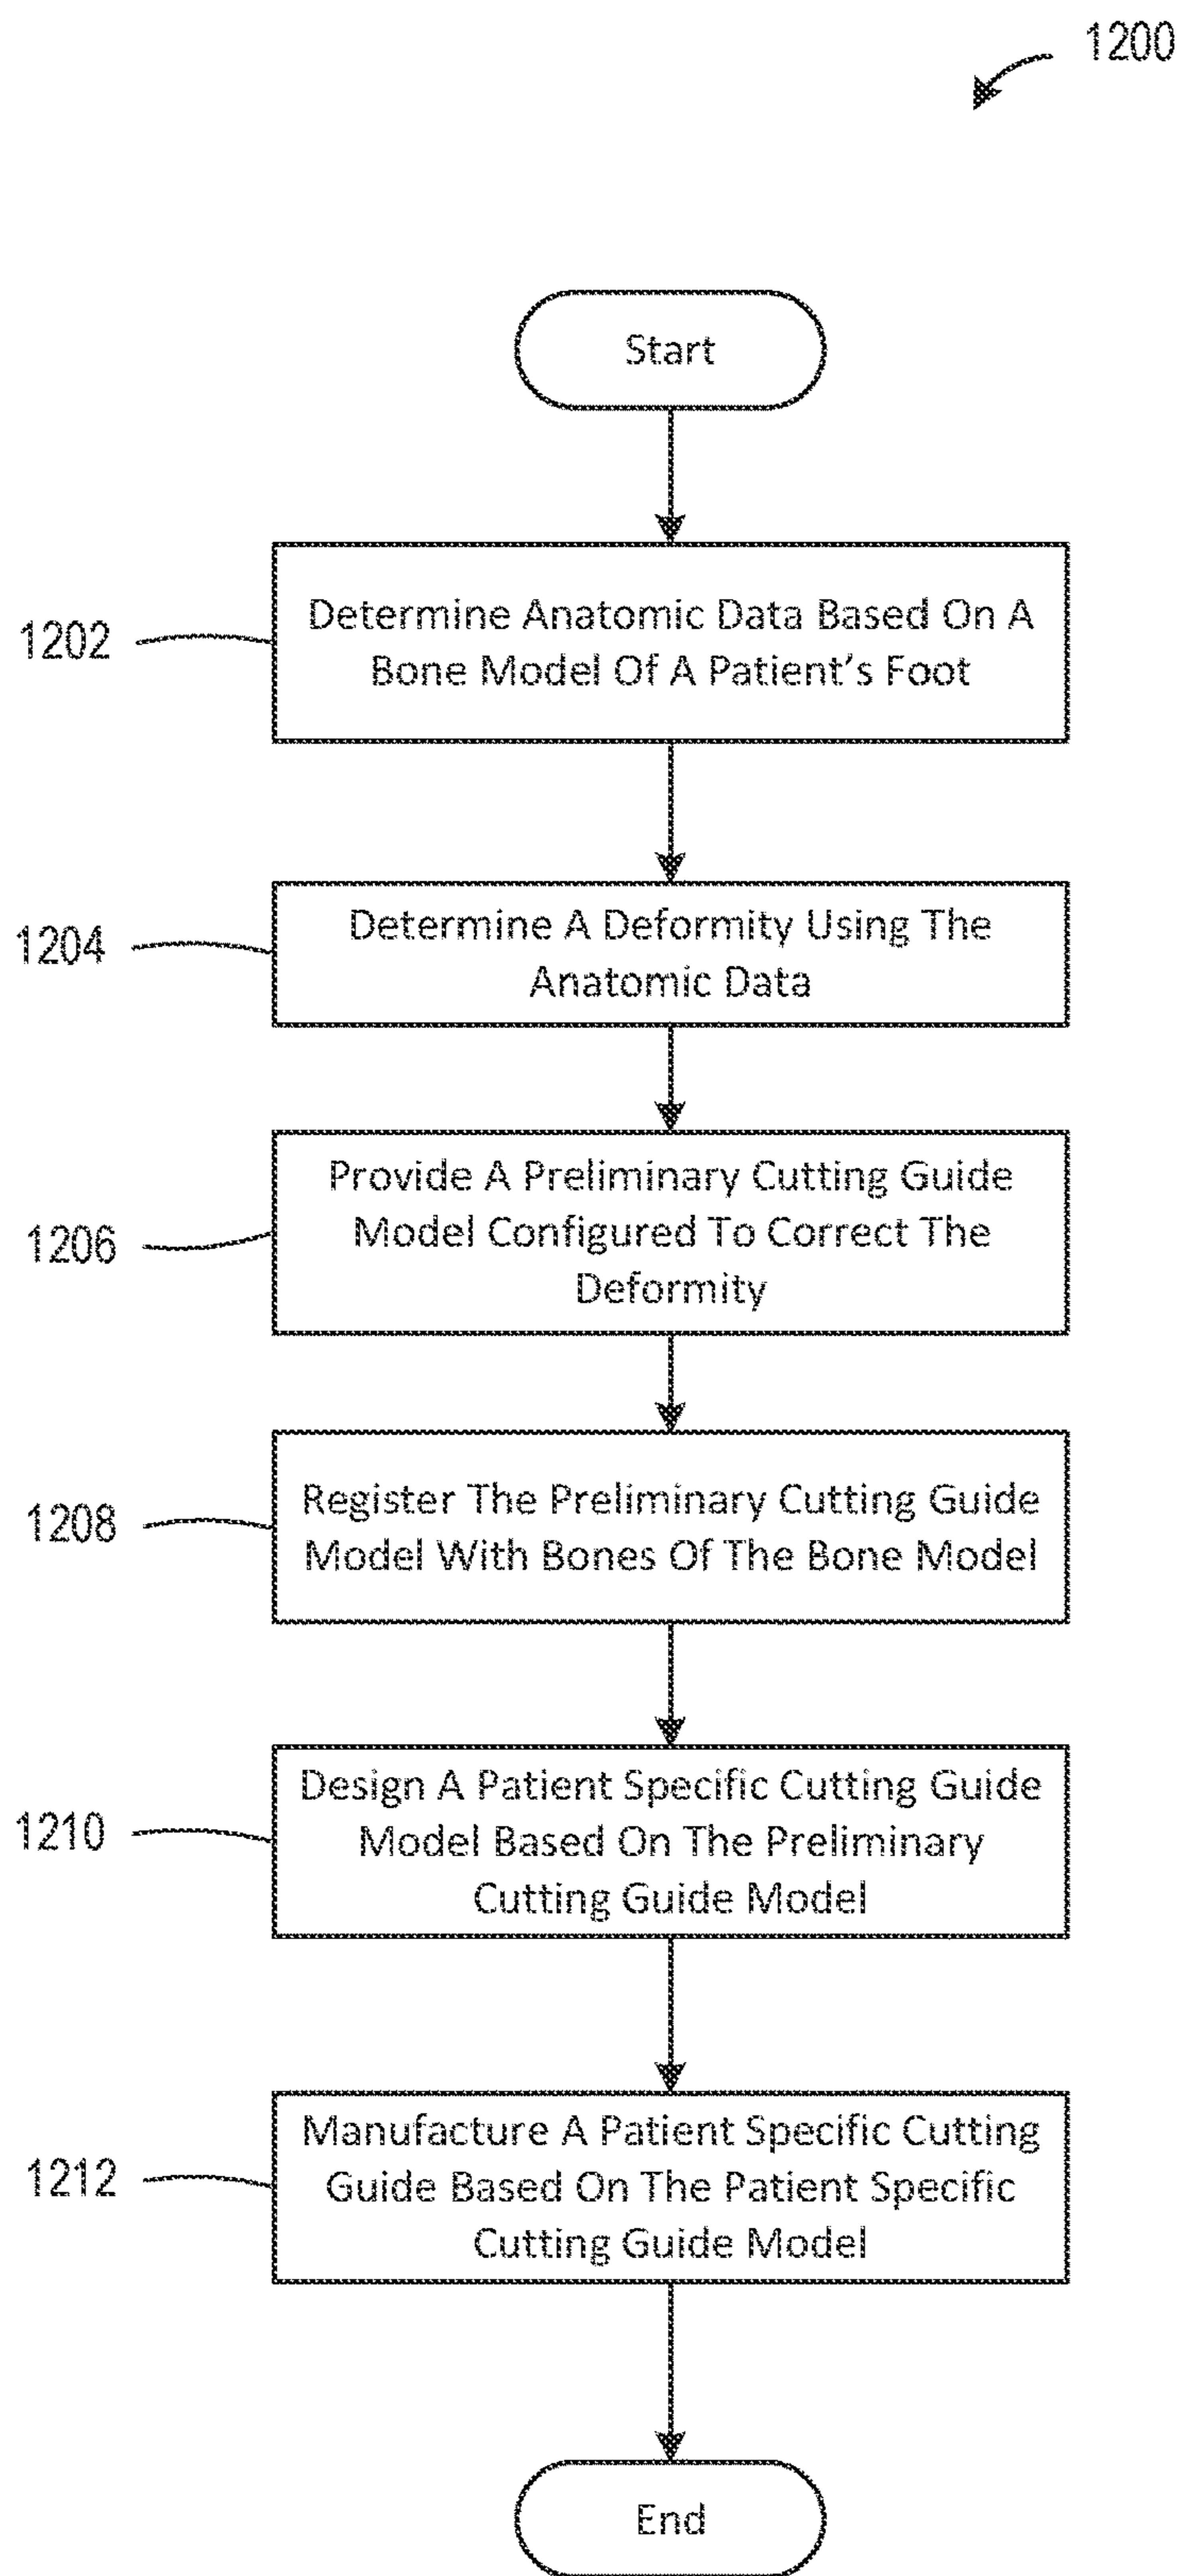 1200
Start
1202
Determine Anatomic Data Based On A
Bone Model Of A Patient's Foot
1204
Determine A Deformity Using The
Anatomic Data
1206
Provide A Preliminary Cutting Guide
Model Configured To Correct The
Deformity
1208
Register The Preliminary Cutting Guide
Model With Bones Of The Bone Model
1210
Design A Patient Specific Cutting Guide
Model Based On The Preliminary
Cutting Guide Model
1212
Manufacture A Patient Specific Cutting
Guide Based On The Patient Specific
Cutting Guide Model
End